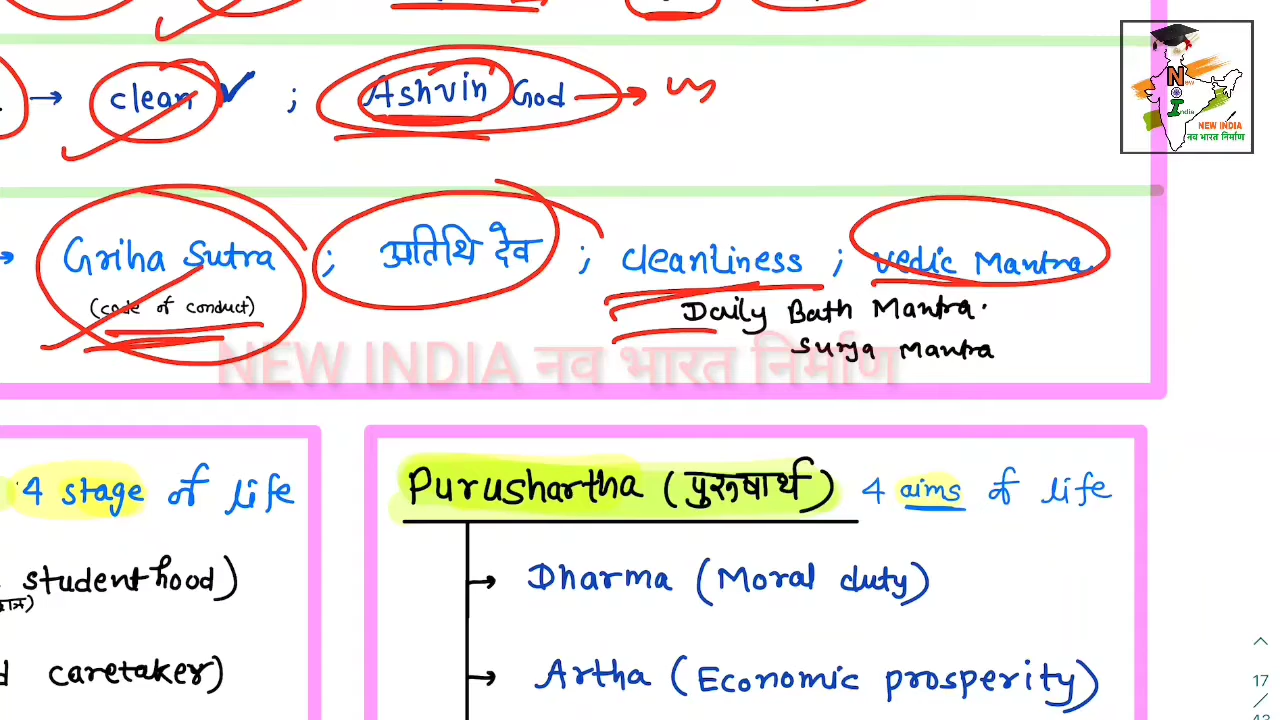 → clean ✓ ; Ashvin God →
NEW INDIA
नव भारत निर्माण
→ Griha Sutra ; अतिथि देव ; cleanliness ; vedic Mantra
(code of conduct) Daily Bath Mantra.
Surya Mantra
NEW INDIA नव भारत निर्माण
4 stage of life
Purushartha (पुरुषार्थ) 4 aims of life
studenthood)
→ Dharma (Moral duty)
caretaker)
→ Artha (Economic prosperity)
17
/